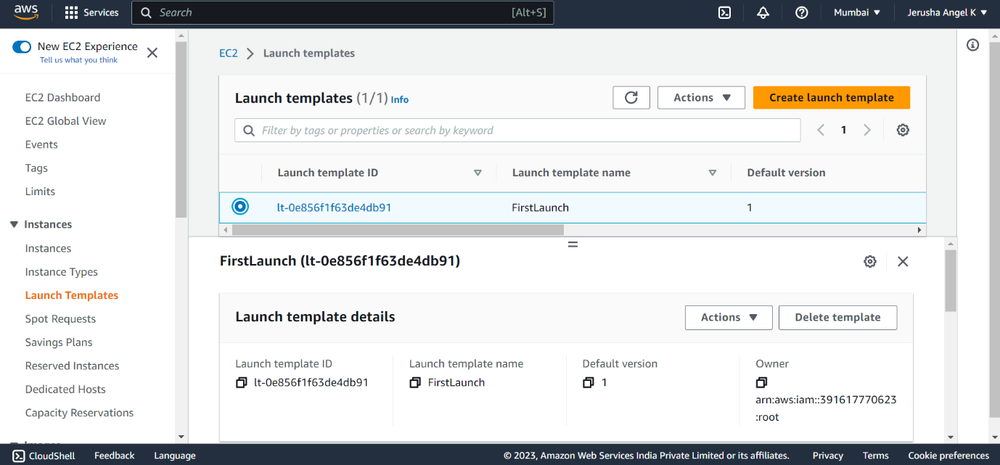 aws Services Search [Alt+S] Mumbai Jerusha Angel K
New EC2 Experience
Tell us what you think
EC2 Dashboard
EC2 Global View
Events
Tags
Limits
Instances
Instances
Instance Types
Launch Templates
Spot Requests
Savings Plans
Reserved Instances
Dedicated Hosts
Capacity Reservations
Images
EC2 Launch templates
Launch templates (1/1) Info Actions Create launch template
Filter by tags or properties or search by keyword 1
Launch template ID Launch template name Default version
lt-0e856f1f63de4db91 FirstLaunch 1
FirstLaunch (lt-0e856f1f63de4db91)
Launch template details Actions Delete template
Launch template ID Launch template name Default version Owner
lt-0e856f1f63de4db91 FirstLaunch 1
arn:aws:iam::391617770623
:root
CloudShell Feedback Language © 2023, Amazon Web Services India Private Limited or its affiliates. Privacy Terms Cookie preferences